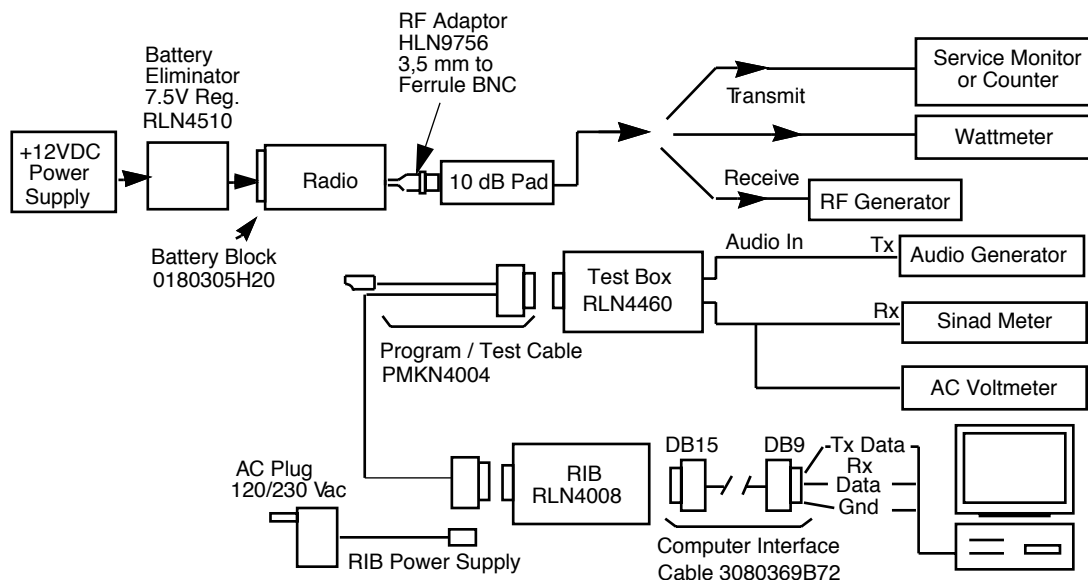 RF Adaptor
HLN9756
3,5 mm to
Ferrule BNC
Battery
Eliminator
7.5V Reg.
RLN4510
Service Monitor
or Counter
Transmit
Wattmeter
+12VDC
Power
Supply
Radio
10 dB Pad
Receive
RF Generator
Battery Block
0180305H20
Audio In
Tx
Audio Generator
Test Box
RLN4460
Rx
Sinad Meter
Program / Test Cable
PMKN4004
AC Voltmeter
DB15
DB9
Tx Data
Rx
Data
Gnd
AC Plug
120/230 Vac
RIB
RLN4008
RIB Power Supply
Computer Interface
Cable 3080369B72